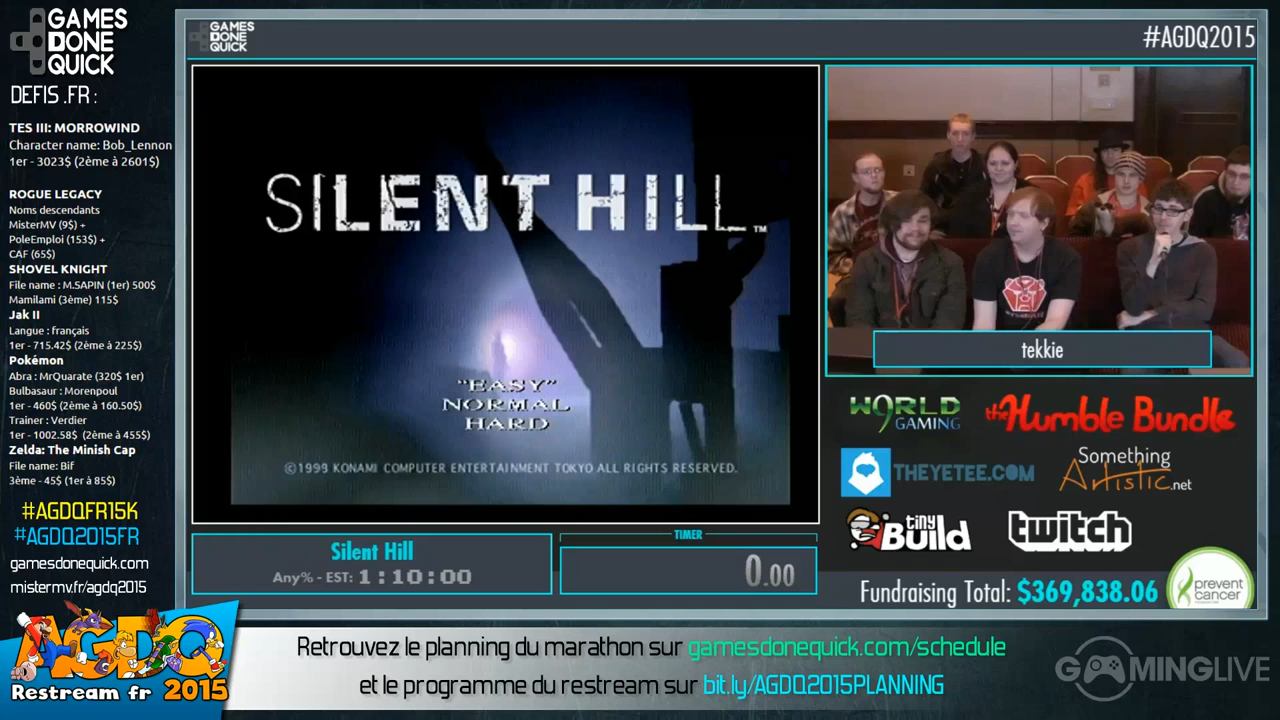 GAMES
DONE
QUICK
DEFIS .FR :
TES III: MORROWIND
Character name: Bob_Lennon
1er - 3023$ (2ème à 2601$)
ROGUE LEGACY
Noms descendants
MisterMV (9$) +
PoleEmploi (153$) +
CAF (65$)
SHOVEL KNIGHT
File name : M.SAPIN (1er) 500$
Mamilami (3ème) 115$
Jak II
Langue : français
1er - 715.42$ (2ème à 225$)
Pokémon
Abra : MrQuarate (320$ 1er)
Bulbasaur : Morenpoul
1er - 460$ (2ème à 160.50$)
Trainer : Verdier
1er - 1002.58$ (2ème à 455$)
Zelda: The Minish Cap
File name: Bif
3ème - 45$ (1er à 85$)
#AGDQFR15K
#AGDQ2015FR
gamesdonequick.com
mistermv.fr/agdq2015
AGDQ
Restream fr 2015
GAMES
DONE
QUICK
#AGDQ2015
SILENT HILL™
"EASY"
NORMAL
HARD
©1999 KONAMI COMPUTER ENTERTAINMENT TOKYO ALL RIGHTS RESERVED.
Silent Hill
Any% - EST: 1:10:00
TIMER
0.00
tekkie
W9RLD
GAMING
the Humble Bundle
THEYETEE.COM
Something
Artistic.net
tiny
Build
twitch
Fundraising Total: $369,838.06
prevent
cancer
Retrouvez le planning du marathon sur gamesdonequick.com/schedule
et le programme du restream sur bit.ly/AGDQ2015PLANNING
GAMINGLIVE